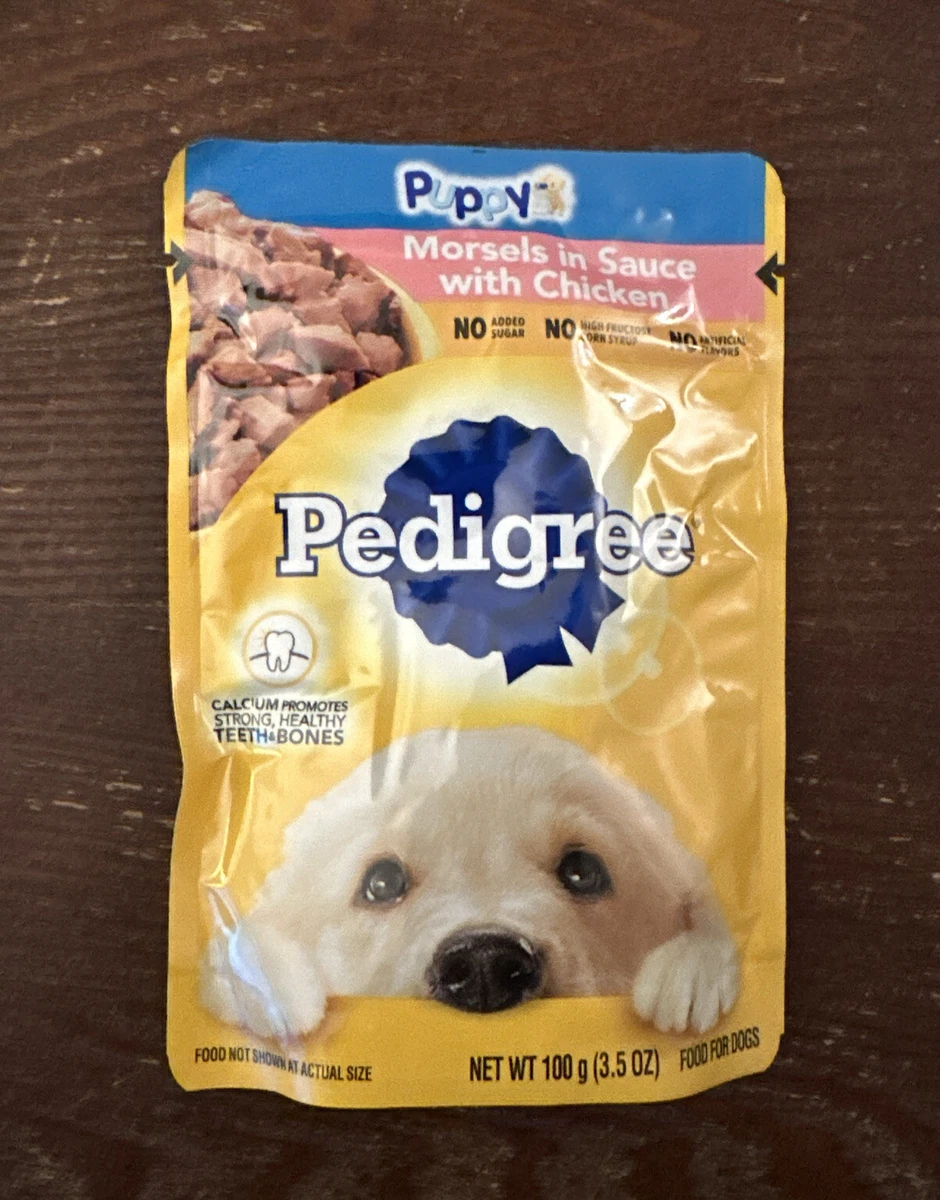 Puppy
Morsels in Sauce
with Chicken
NO ADDED SUGAR
NO HIGH FRUCTOSE CORN SYRUP
NO ARTIFICIAL FLAVORS
Pedigree
CALCIUM PROMOTES
STRONG, HEALTHY
TEETH&BONES
FOOD NOT SHOWN AT ACTUAL SIZE
NET WT 100 g (3.5 OZ)
FOOD FOR DOGS